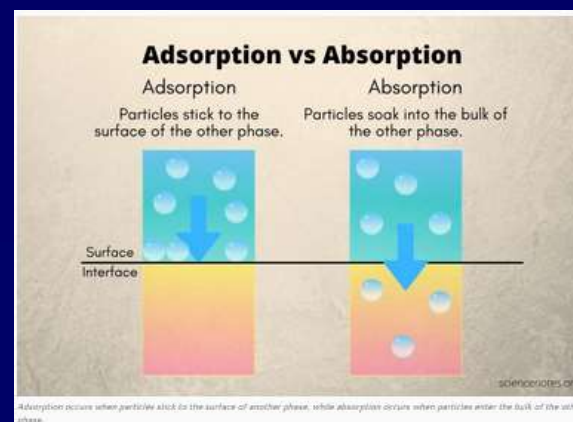 Adsorption vs Absorption
Adsorption
Particles stick to the
surface of the other phase.
Absorption
Particles soak into the bulk of
the other phase.
Surface
Interface
sciencenotes.or
Adsorption occurs when particles stick to the surface of another phase, while absorption occurs when particles enter the bulk of the oth
phase.